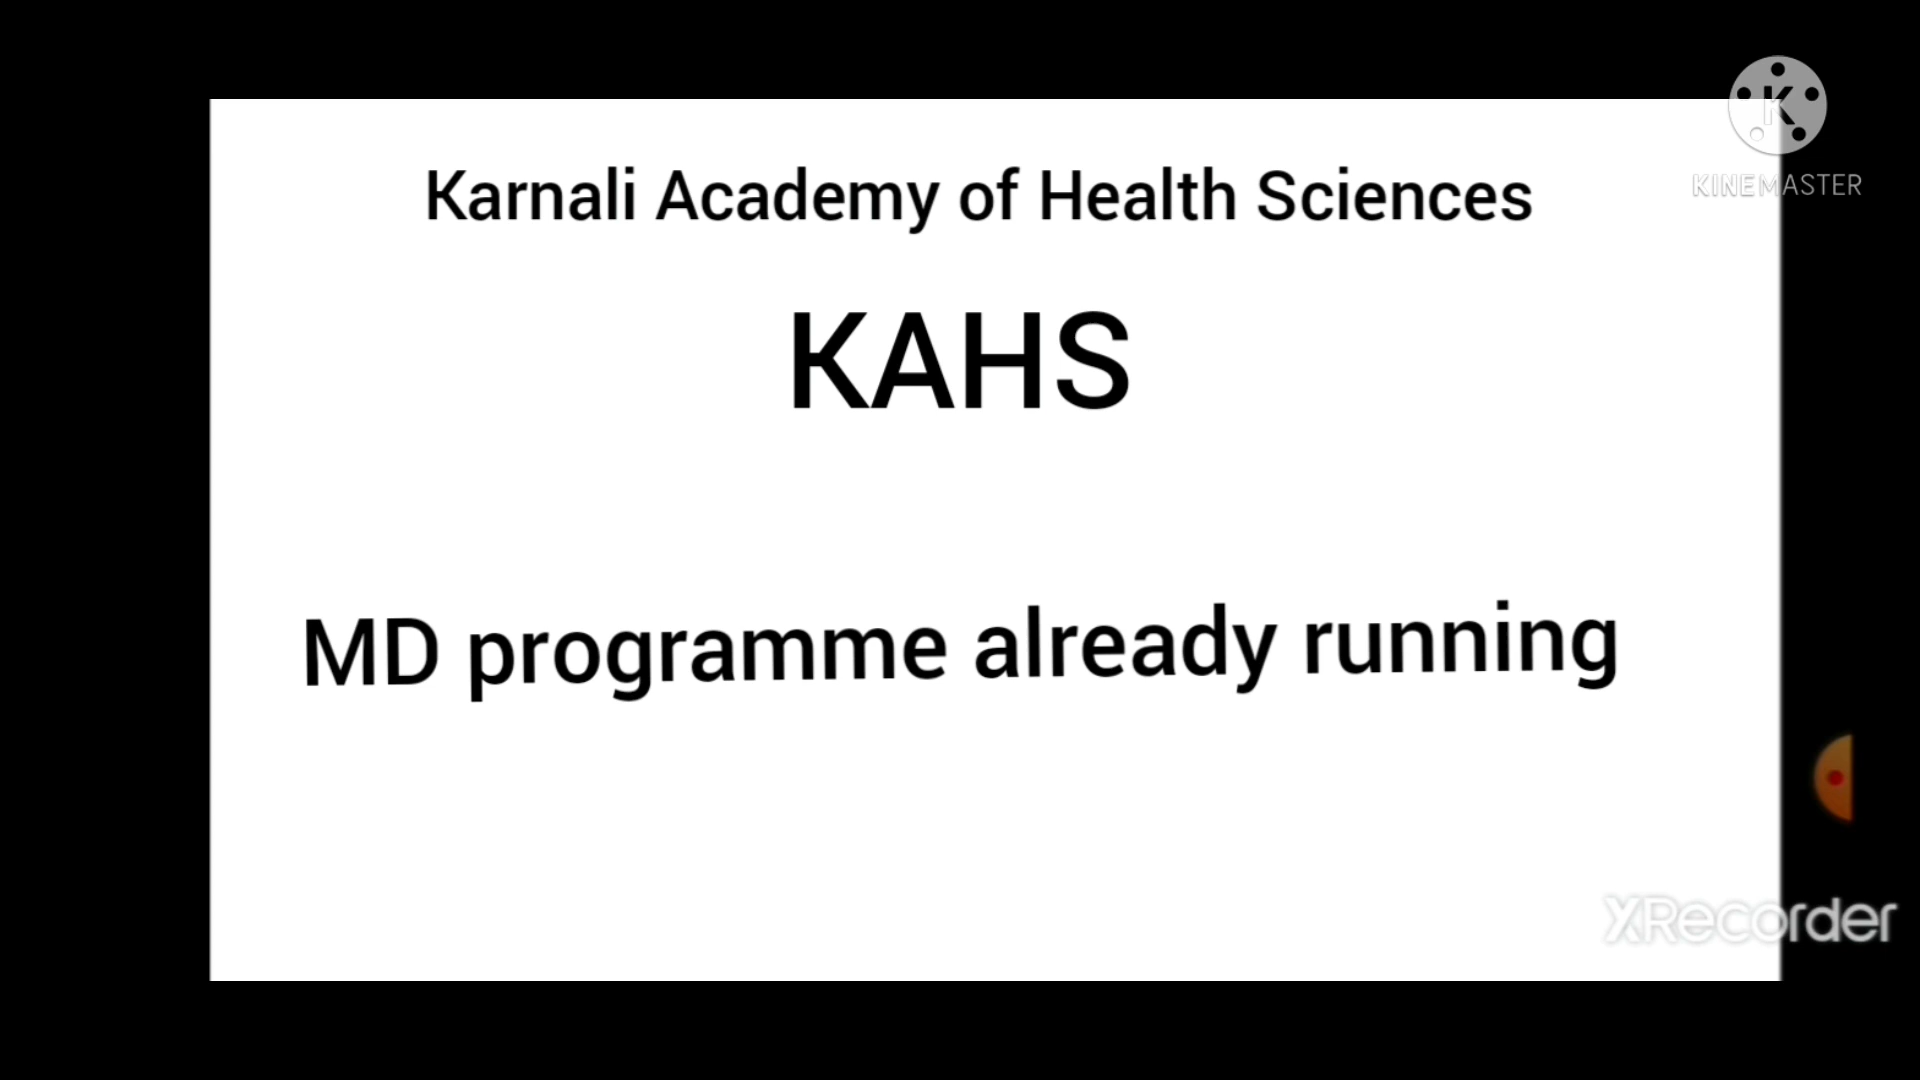 K
KINEMASTER
Karnali Academy of Health Sciences
KAHS
MD programme already running
XRecorder